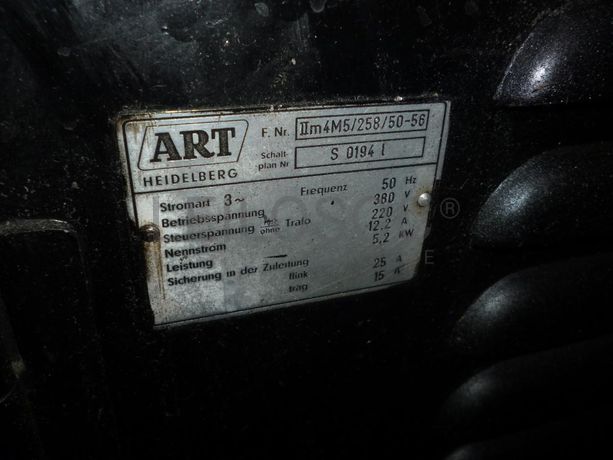 ART
HEIDELBERG
F. Nr. IIm4M5/258/50-56
Schalt-
plan Nr S 0194 l
Stromart 3~ Frequenz 50 Hz
Betriebsspannung 380 V
Steuerspannung ohne Trafo 220 V
Nennstrom 12,2 A
Leistung 5,2 KW
Sicherung in der Zuleitung
flink 25 A
träg 15 A